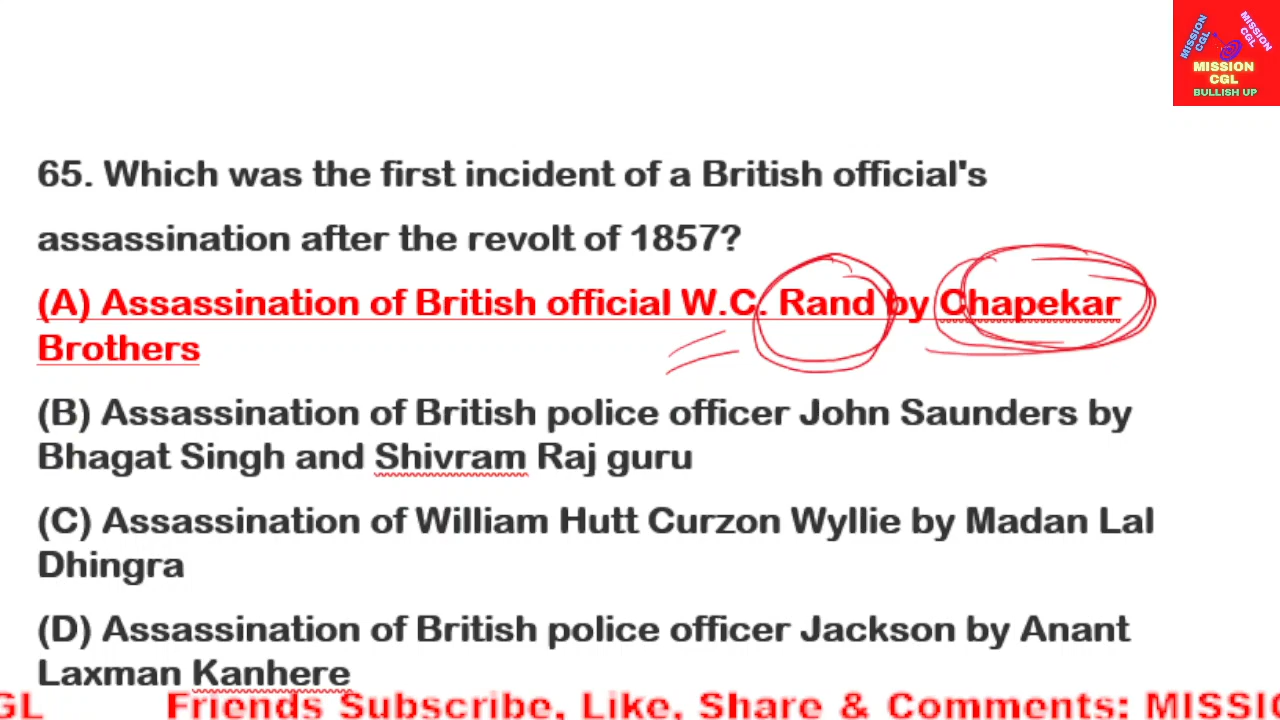 MISSION
CGL
MISSION
CGL
MISSION
CGL
BULLISH UP
65. Which was the first incident of a British official's
assassination after the revolt of 1857?
(A) Assassination of British official W.C. Rand by Chapekar
Brothers
(B) Assassination of British police officer John Saunders by
Bhagat Singh and Shivram Raj guru
(C) Assassination of William Hutt Curzon Wyllie by Madan Lal
Dhingra
(D) Assassination of British police officer Jackson by Anant
Laxman Kanhere
GL Friends Subscribe, Like, Share & Comments: MISSI